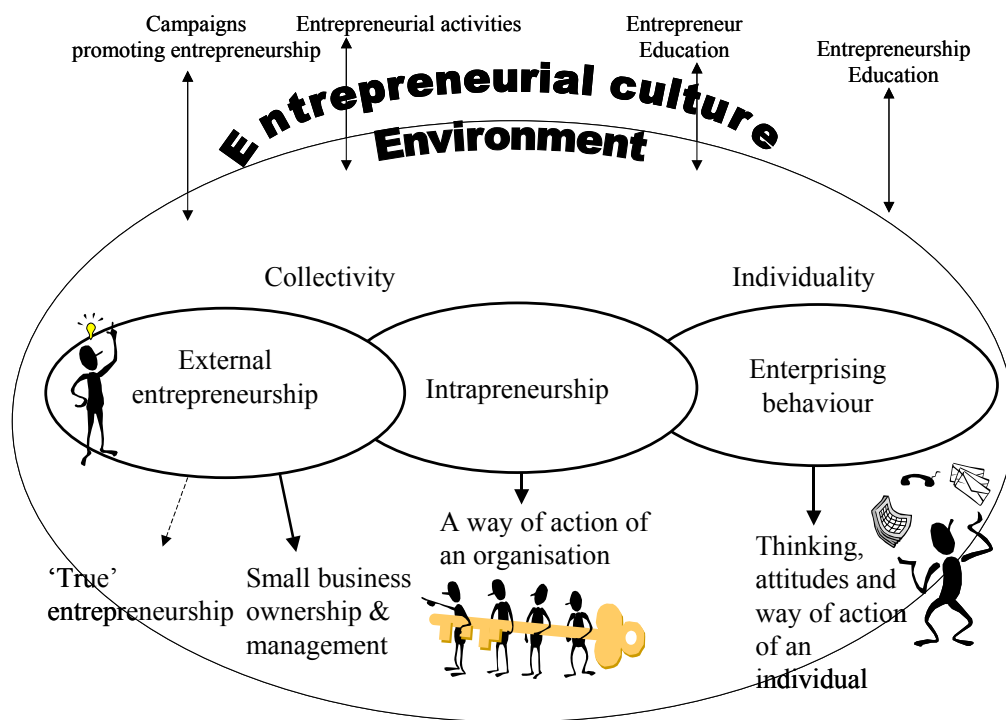 Campaigns
promoting entrepreneurship
Entrepreneurial activities
Entrepreneur
Education
Entrepreneurship
Education
Entrepreneurial culture
Environment
Collectivity
Individuality
External
entrepreneurship
Intrapreneurship
Enterprising
behaviour
‘True’
entrepreneurship
Small business
ownership &
management
A way of action of
an organisation
Thinking,
attitudes and
way of action
of an
individual